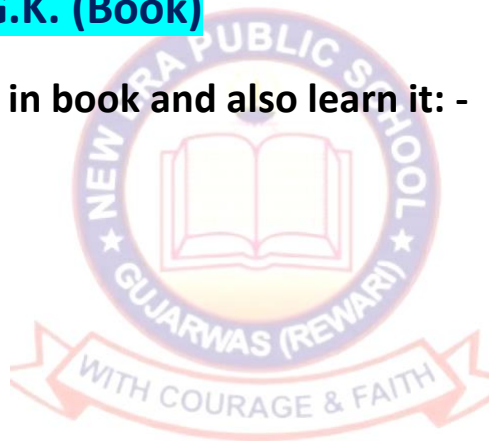 G.K. (Book)
in book and also learn it: -
NEW ERA PUBLIC SCHOOL
GUJARWAS (REWARI)
WITH COURAGE & FAITH